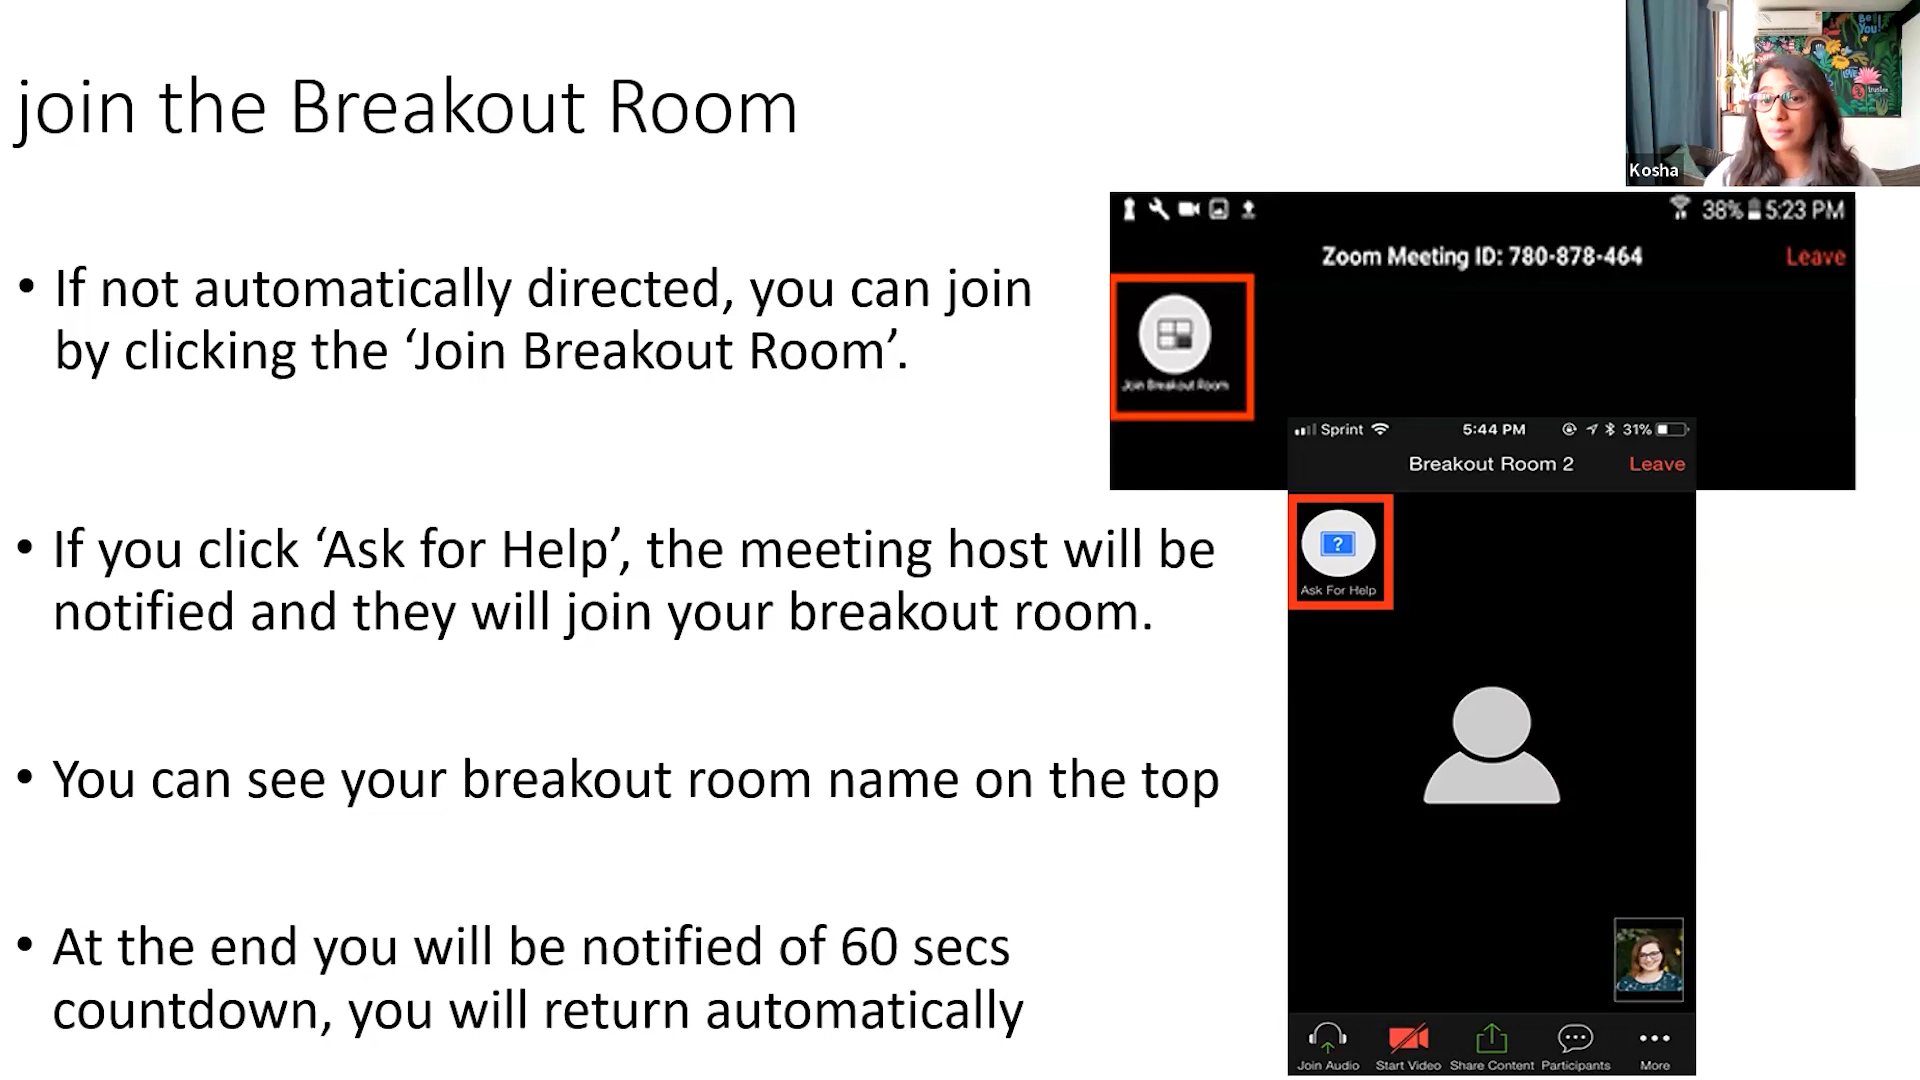 join the Breakout Room
Be
You!
LOVE
Kosha
• If not automatically directed, you can join
by clicking the ‘Join Breakout Room’.
• If you click ‘Ask for Help’, the meeting host will be
notified and they will join your breakout room.
• You can see your breakout room name on the top
• At the end you will be notified of 60 secs
countdown, you will return automatically
38% 5:23 PM
Zoom Meeting ID: 780-878-464
Leave
Join Breakout Room
Sprint 5:44 PM 31%
Breakout Room 2 Leave
?
Ask For Help
Join Audio Start Video Share Content Participants More